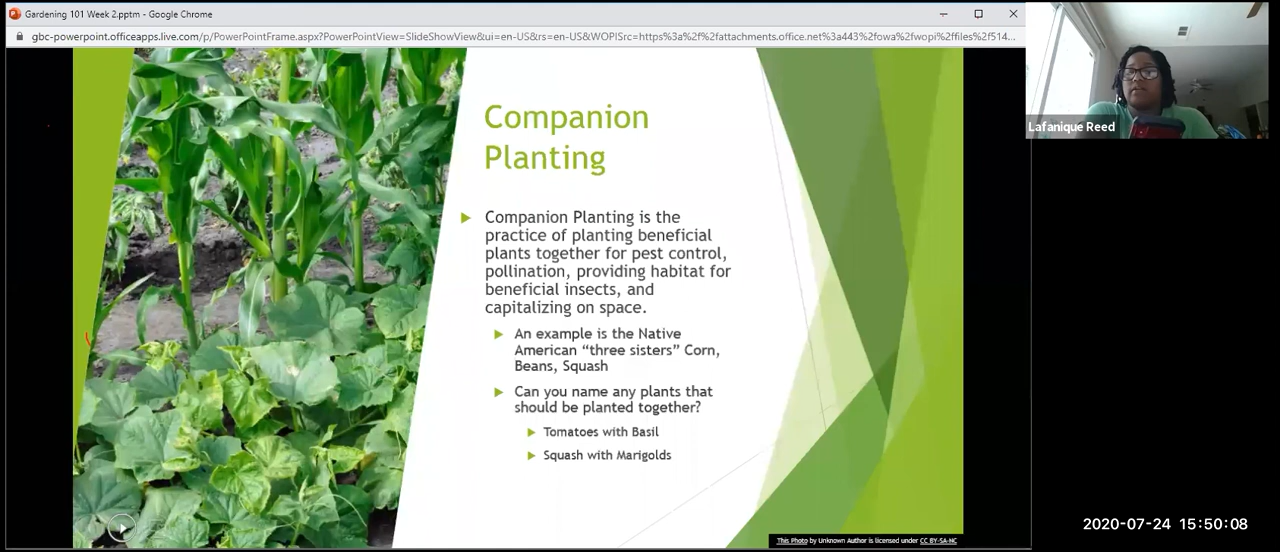 Gardening 101 Week 2.pptm - Google Chrome
gbc-powerpoint.officeapps.live.com/p/PowerPointFrame.aspx?PowerPointView=SlideShowView&ui=en-US&rs=en-US&WOPISrc=https%3a%2f%2fattachments.office.net%3a443%2fowa%2fwopi%2ffiles%2f514...
Lafanique Reed
Companion
Planting
Companion Planting is the
practice of planting beneficial
plants together for pest control,
pollination, providing habitat for
beneficial insects, and
capitalizing on space.
An example is the Native
American “three sisters” Corn,
Beans, Squash
Can you name any plants that
should be planted together?
Tomatoes with Basil
Squash with Marigolds
2020-07-24 15:50:08
This Photo by Unknown Author is licensed under CC BY-SA-NC